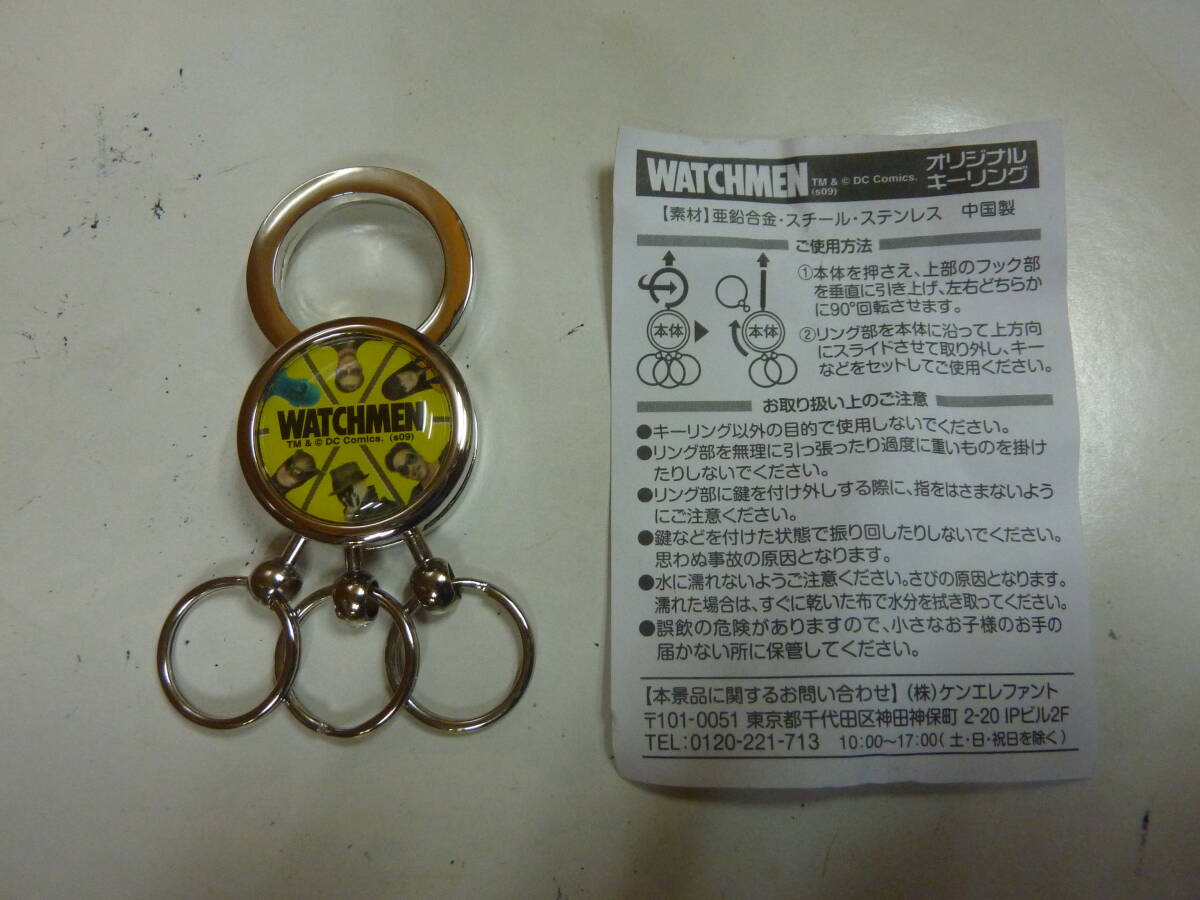 WATCHMEN
TM & © DC Comics. (s09)
WATCHMEN TM & © DC Comics. (s09) オリジナル キーリング
【素材】亜鉛合金・スチール・ステンレス 中国製
ご使用方法
本体
本体
①本体を押さえ、上部のフック部
を垂直に引き上げ、左右どちらか
に90°回転させます。
②リング部を本体に沿って上方向
にスライドさせて取り外し、キー
などをセットしてご使用ください。
お取り扱い上のご注意
●キーリング以外の目的で使用しないでください。
●リング部を無理に引っ張ったり過度に重いものを掛け
たりしないでください。
●リング部に鍵を付け外しする際に、指をはさまないよう
にご注意ください。
●鍵などを付けた状態で振り回したりしないでください。
思わぬ事故の原因となります。
●水に濡れないようご注意ください。さびの原因となります。
濡れた場合は、すぐに乾いた布で水分を拭き取ってください。
●誤飲の危険がありますので、小さなお子様のお手の
届かない所に保管してください。
【本景品に関するお問い合わせ】(株)ケンエレファント
〒101-0051 東京都千代田区神田神保町 2-20 IPビル2F
TEL:0120-221-713 10:00〜17:00(土・日・祝日を除く)